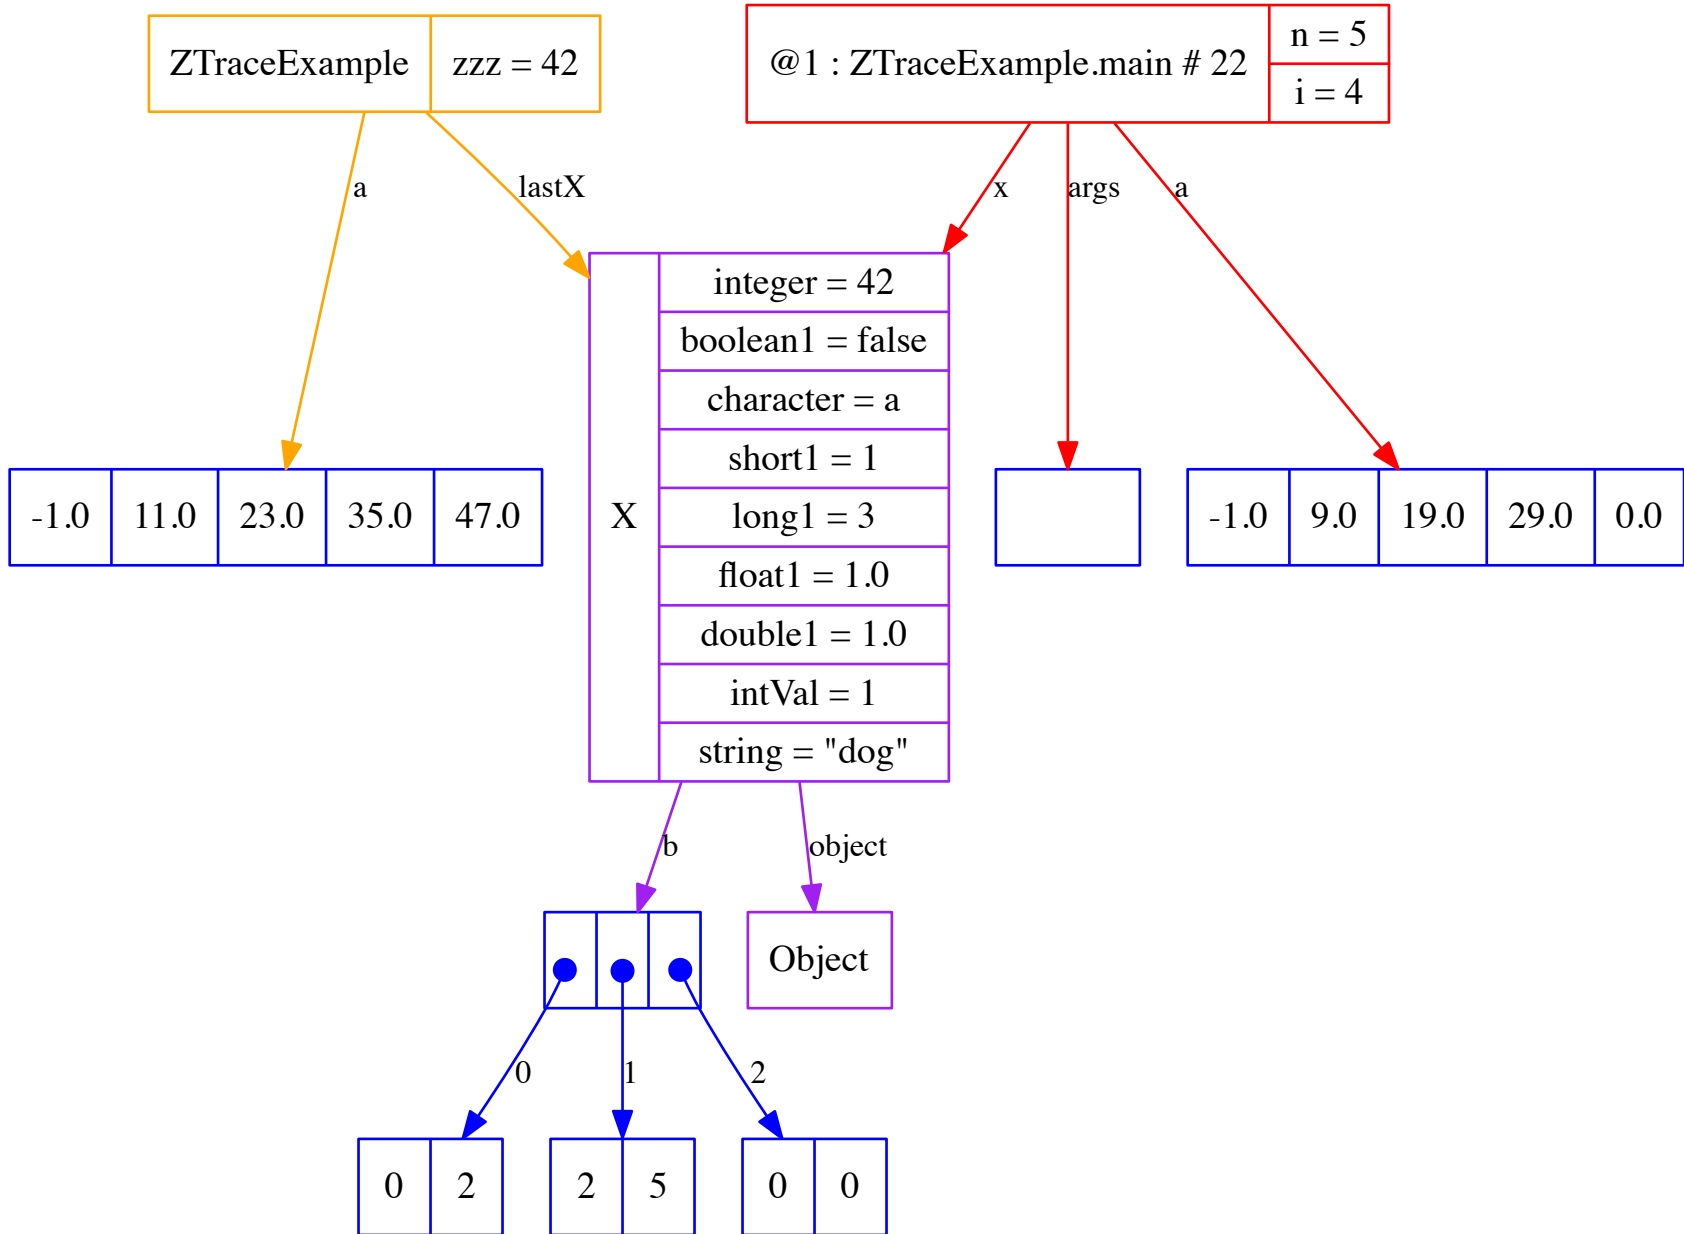 ZTraceExample zzz = 42
@1 : ZTraceExample.main # 22
n = 5
i = 4
a
lastX
x
args
a
X
integer = 42
boolean1 = false
character = a
short1 = 1
long1 = 3
float1 = 1.0
double1 = 1.0
intVal = 1
string = "dog"
-1.0 11.0 23.0 35.0 47.0
-1.0 9.0 19.0 29.0 0.0
b
object
Object
0
1
2
0 2
2 5
0 0